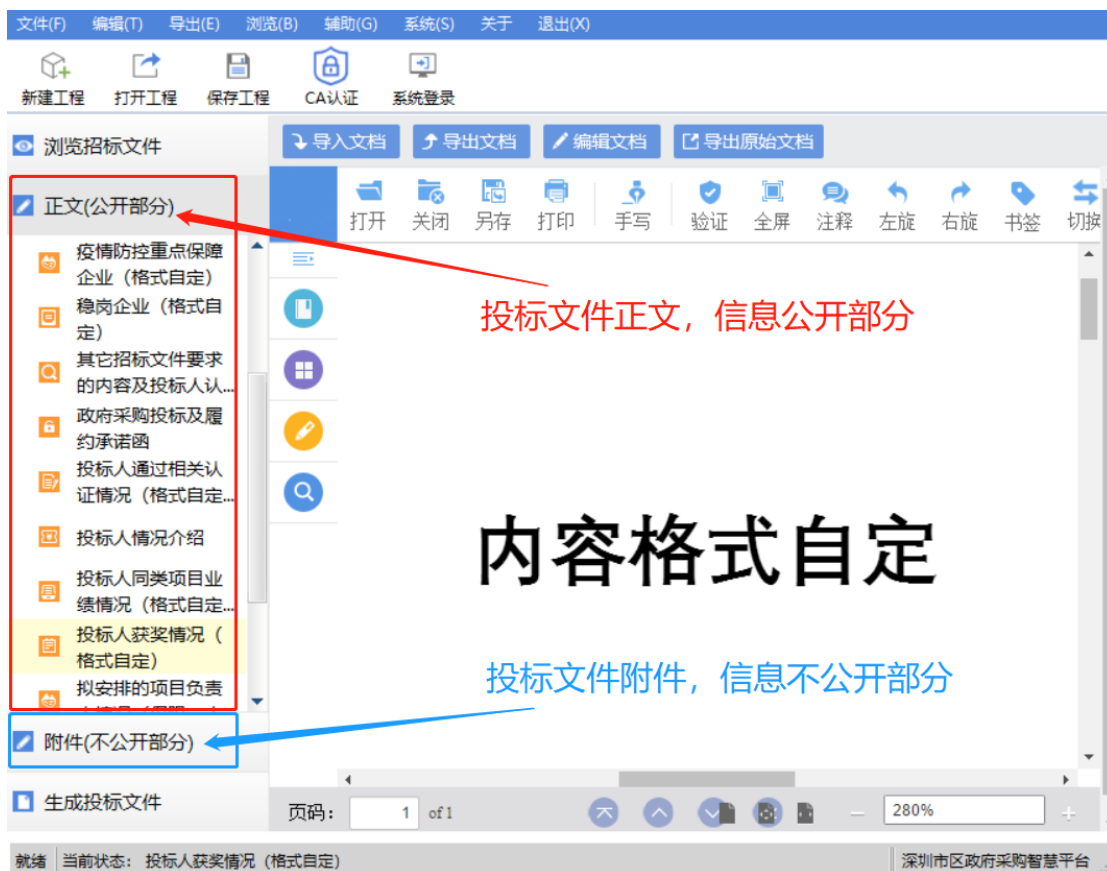 文件(F) 编辑(T) 导出(E) 浏览(B) 辅助(G) 系统(S) 关于 退出(X)
新建工程 打开工程 保存工程 CA认证 系统登录
浏览招标文件
导入文档 导出文档 编辑文档 导出原始文档
正文(公开部分)
打开 关闭 另存 打印 手写 验证 全屏 注释 左旋 右旋 书签 切换
疫情防控重点保障
企业（格式自定）
稳岗企业（格式自
定）
其它招标文件要求
的内容及投标人认...
政府采购投标及履
约承诺函
投标人通过相关认
证情况（格式自定...
投标人情况介绍
投标人同类项目业
绩情况（格式自定...
投标人获奖情况（
格式自定）
拟安排的项目负责
投标文件正文，信息公开部分
内容格式自定
投标文件附件，信息不公开部分
附件(不公开部分)
生成投标文件
页码: 1 of 1 280%
就绪 当前状态: 投标人获奖情况（格式自定） 深圳市区政府采购智慧平台